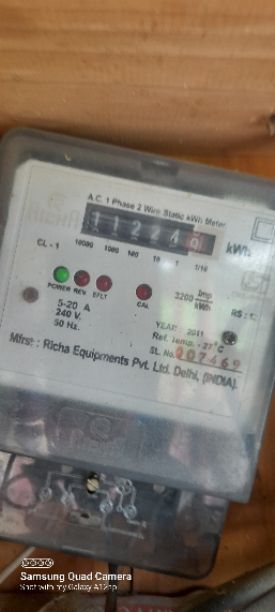 A.C. 1 Phase 2 Wire Static kWh Meter
11224
kWh
CL - 1 10000 1000 100 10 1 1/10
POWER REV. EFLT CAL
3200 Imp/kWh
5-20 A
240 V.
50 Hz.
YEAR 2011
Ref. temp. - 27°C
SL. No. 207469
Mfrs: : Richa Equipments Pvt. Ltd. Delhi, (INDIA).
Samsung Quad Camera
Shot with my Galaxy A12